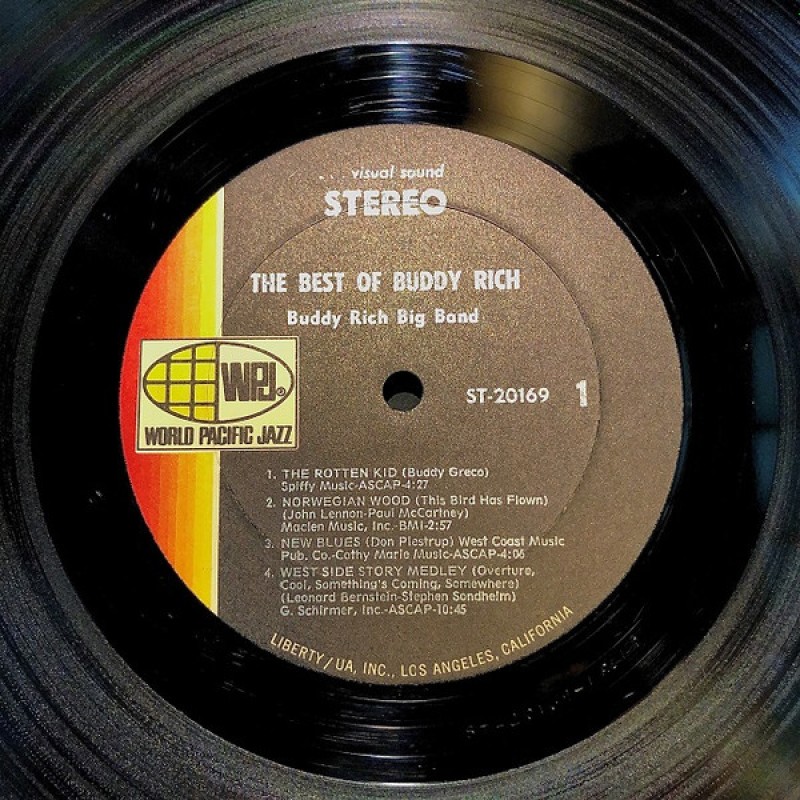 ... visual sound
STEREO
THE BEST OF BUDDY RICH
Buddy Rich Big Band
WPJ®
WORLD PACIFIC JAZZ
ST-20169 1
1. THE ROTTEN KID (Buddy Greco)
Spiffy Music-ASCAP-4:27
2. NORWEGIAN WOOD (This Bird Has Flown)
(John Lennon-Paul McCartney)
Maclen Music, Inc.-BMI-2:57
3. NEW BLUES (Don Piestrup) West Coast Music
Pub. Co.-Cathy Marie Music-ASCAP-4:06
4. WEST SIDE STORY MEDLEY (Overture,
Cool, Something's Coming, Somewhere)
(Leonard Bernstein-Stephen Sondheim)
G. Schirmer, Inc.-ASCAP-10:45
LIBERTY/UA, INC., LOS ANGELES, CALIFORNIA